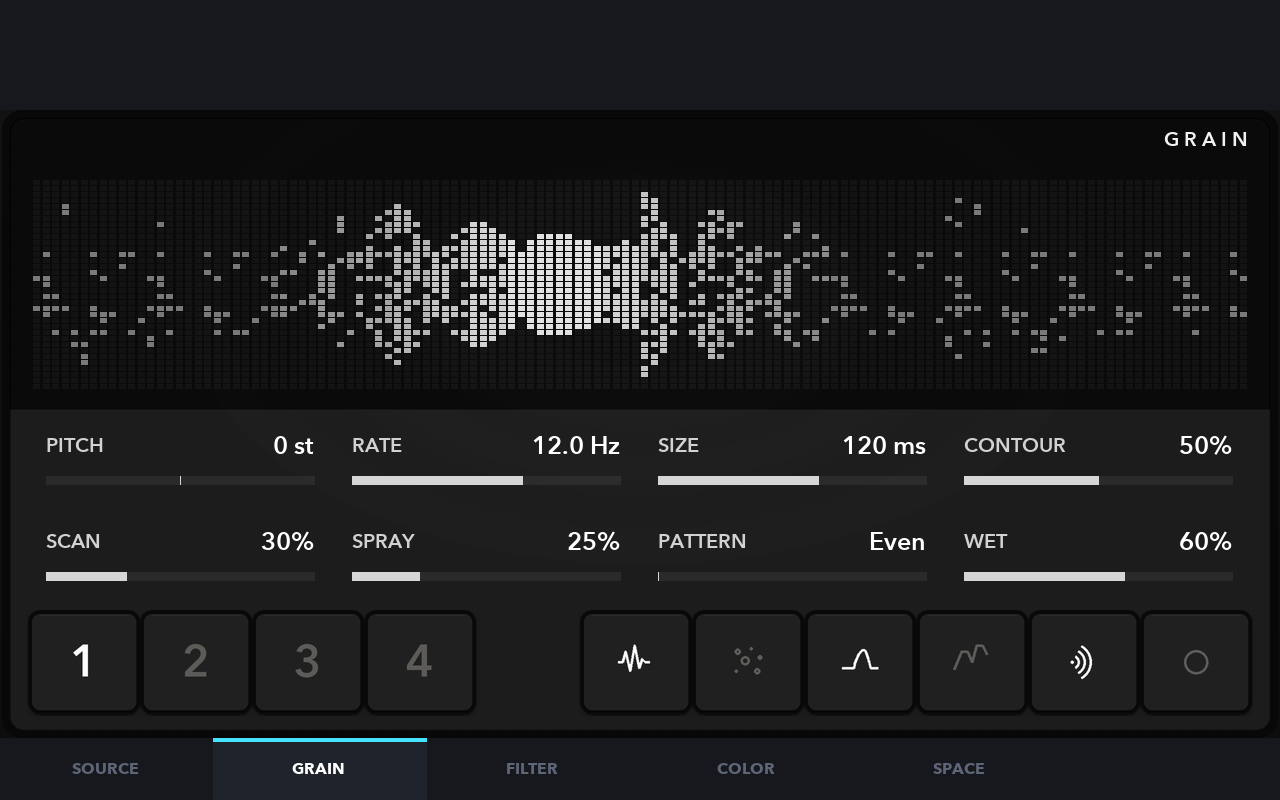 GRAIN
PITCH 0 st RATE 12.0 Hz SIZE 120 ms CONTOUR 50%
SCAN 30% SPRAY 25% PATTERN Even WET 60%
1 2 3 4
SOURCE GRAIN FILTER COLOR SPACE